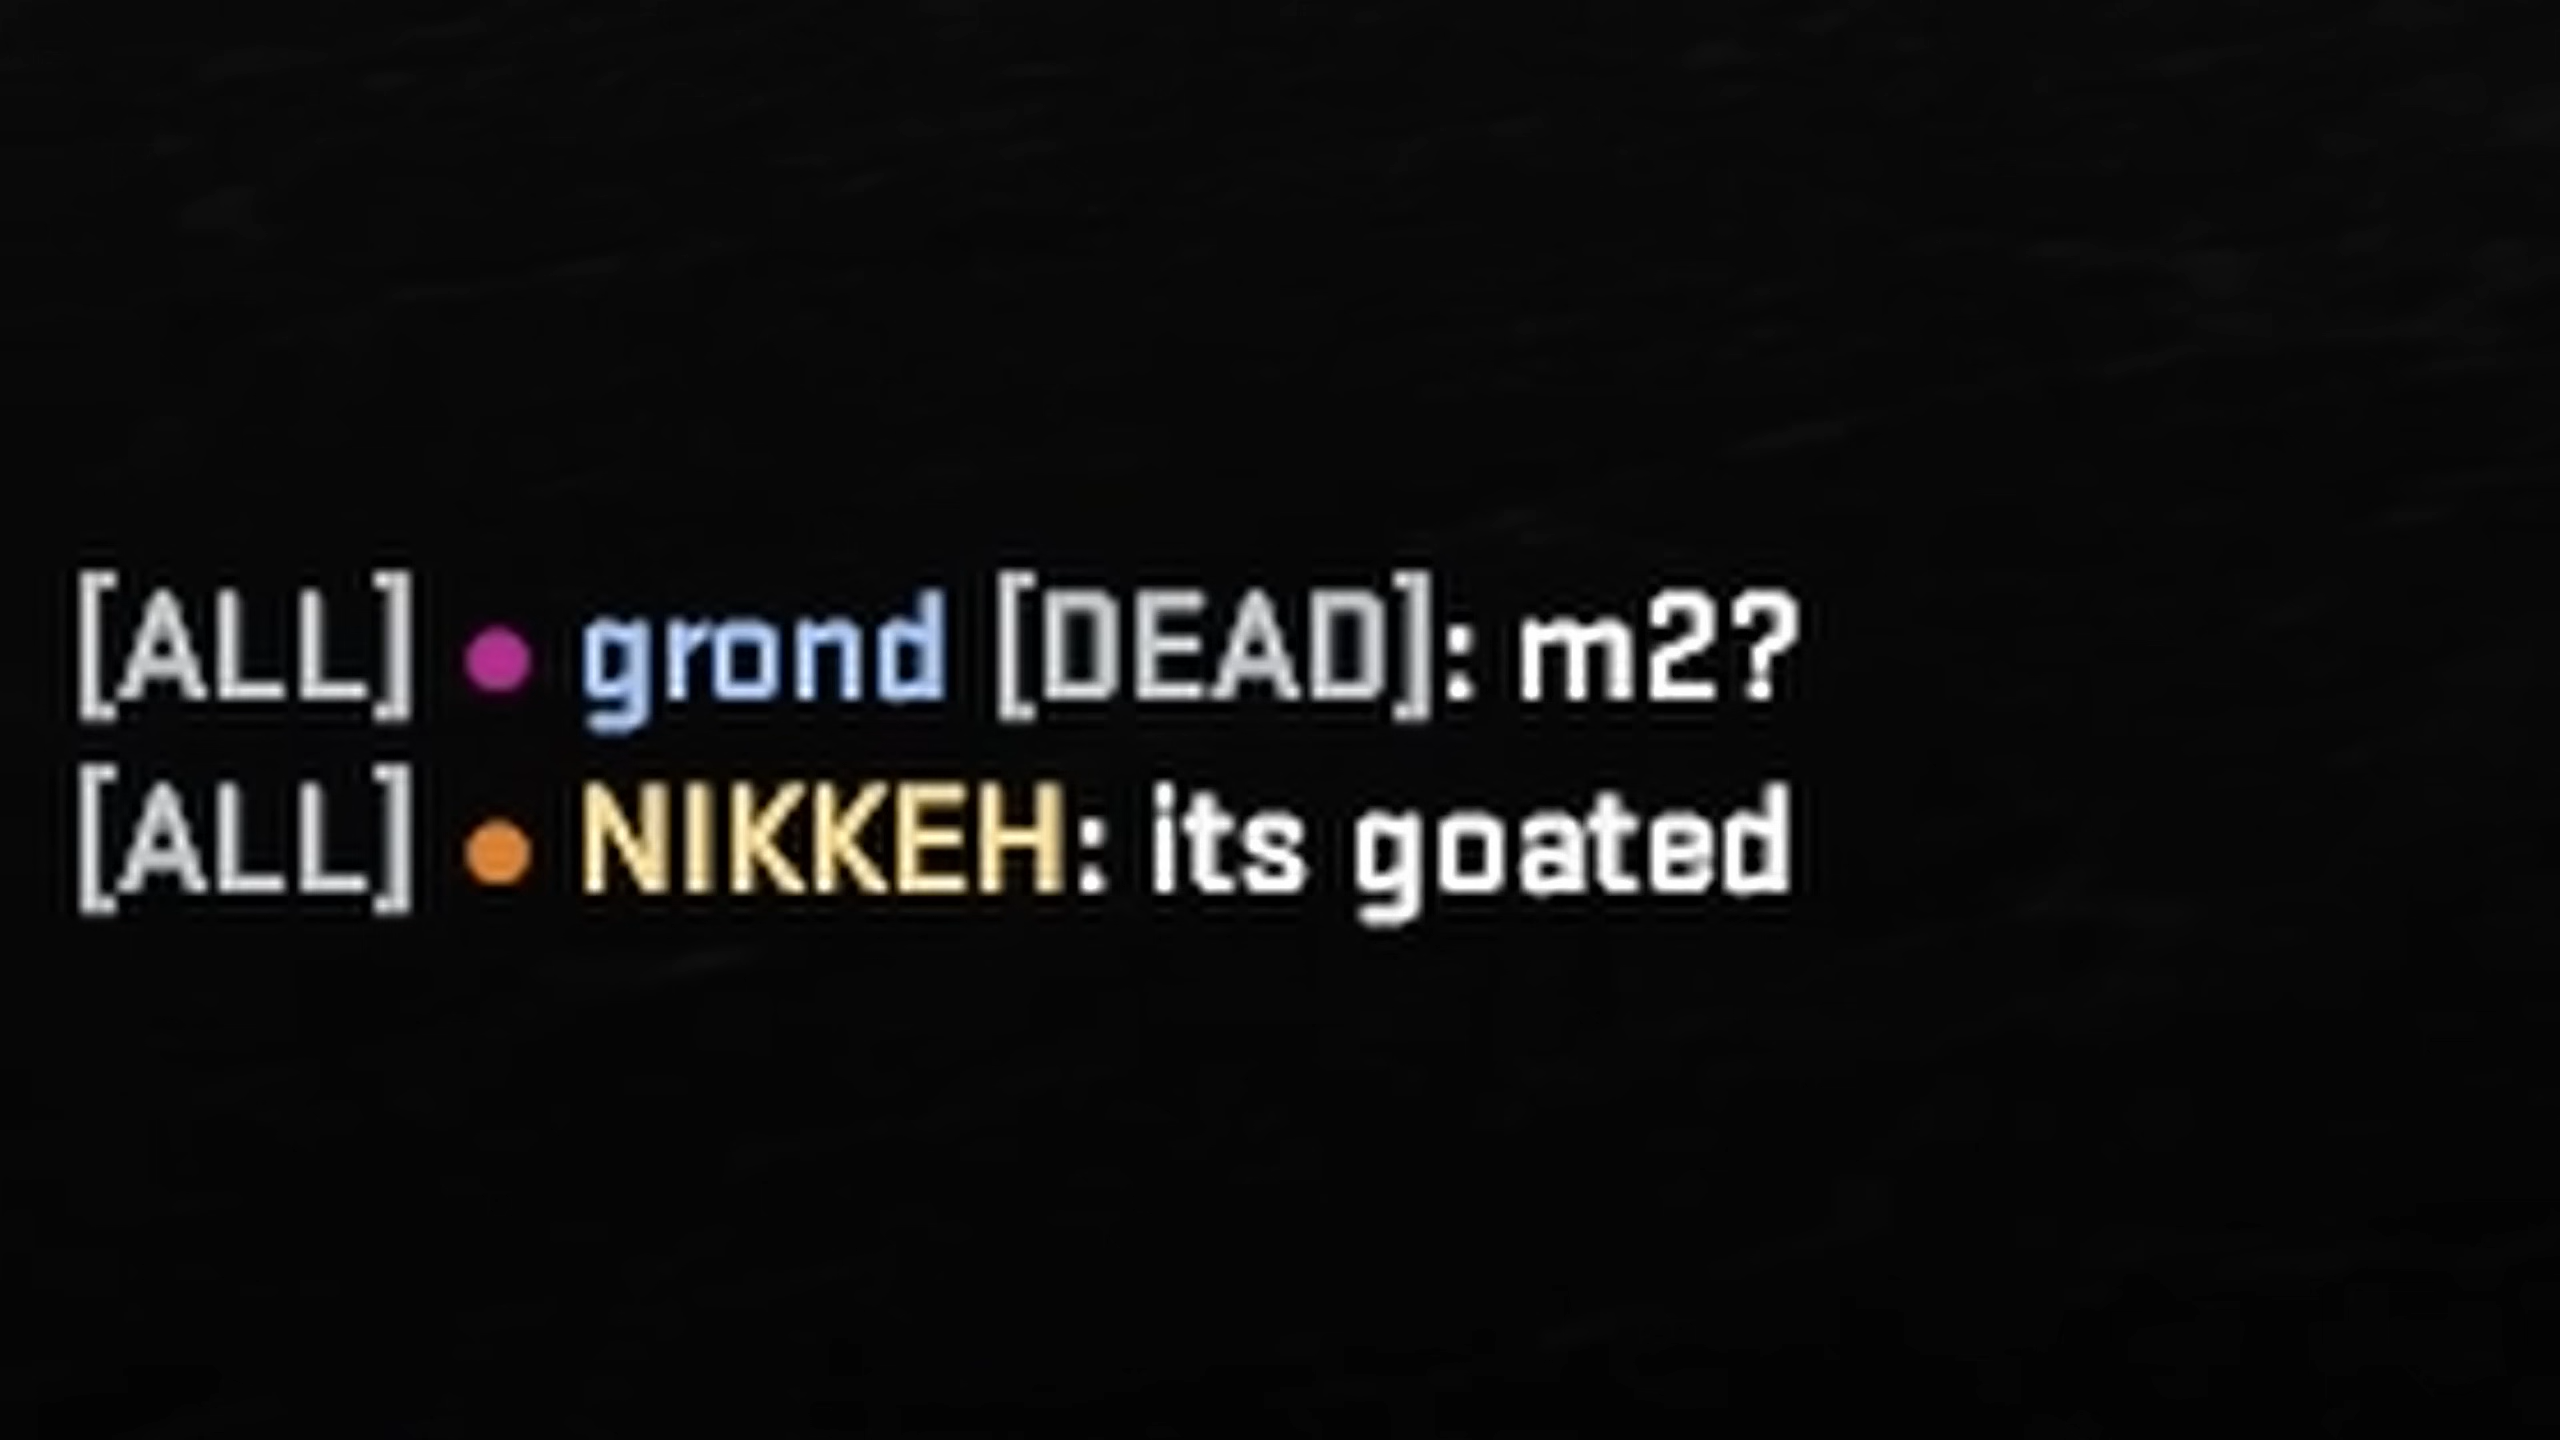 [ALL] ● grond [DEAD]: m2?
[ALL] ● NIKKEH: its goated